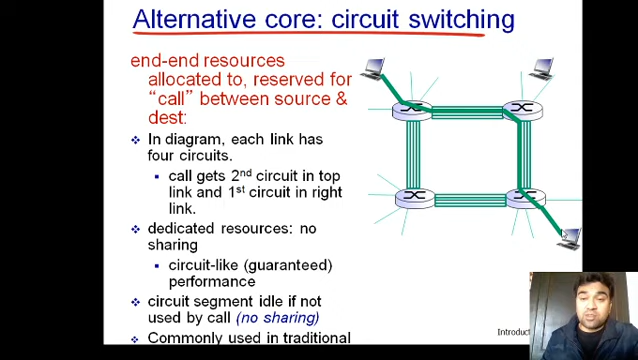 Alternative core: circuit switching
end-end resources
allocated to, reserved for
“call” between source &
dest:
In diagram, each link has
four circuits.
call gets 2nd circuit in top
link and 1st circuit in right
link.
dedicated resources: no
sharing
circuit-like (guaranteed)
performance
circuit segment idle if not
used by call (no sharing)
Commonly used in traditional
Introduct